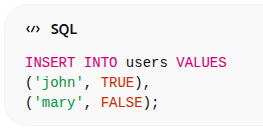 SQL
INSERT INTO users VALUES
('john', TRUE),
('mary', FALSE);